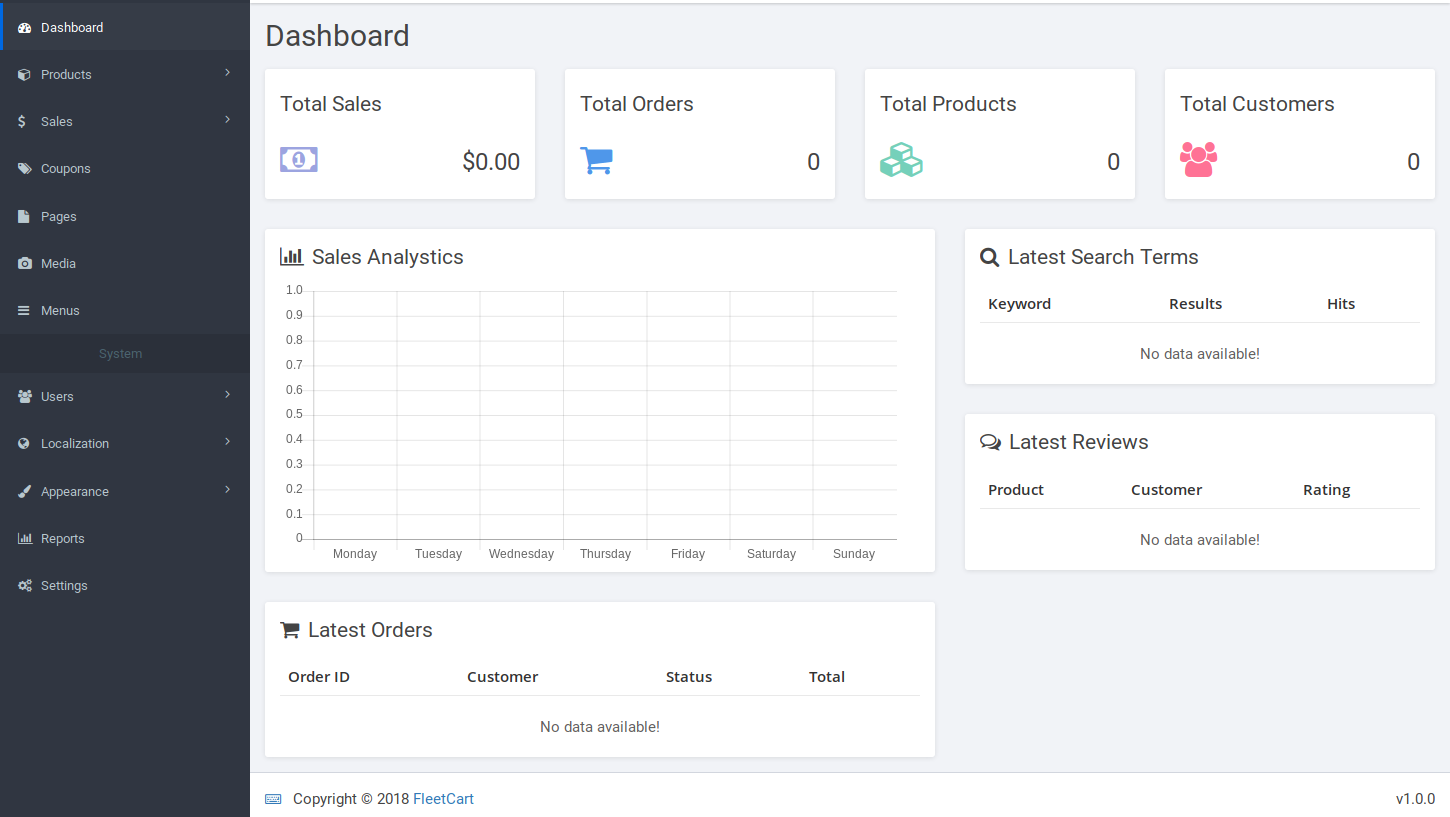 Dashboard
Products
Sales
Coupons
Pages
Media
Menus
System
Users
Localization
Appearance
Reports
Settings
Dashboard
Total Sales
$0.00
Total Orders
0
Total Products
0
Total Customers
0
Sales Analystics
1.0
0.9
0.8
0.7
0.6
0.5
0.4
0.3
0.2
0.1
0
Monday Tuesday Wednesday Thursday Friday Saturday Sunday
Latest Search Terms
Keyword Results Hits
No data available!
Latest Reviews
Product Customer Rating
No data available!
Latest Orders
Order ID Customer Status Total
No data available!
Copyright © 2018 FleetCart
v1.0.0